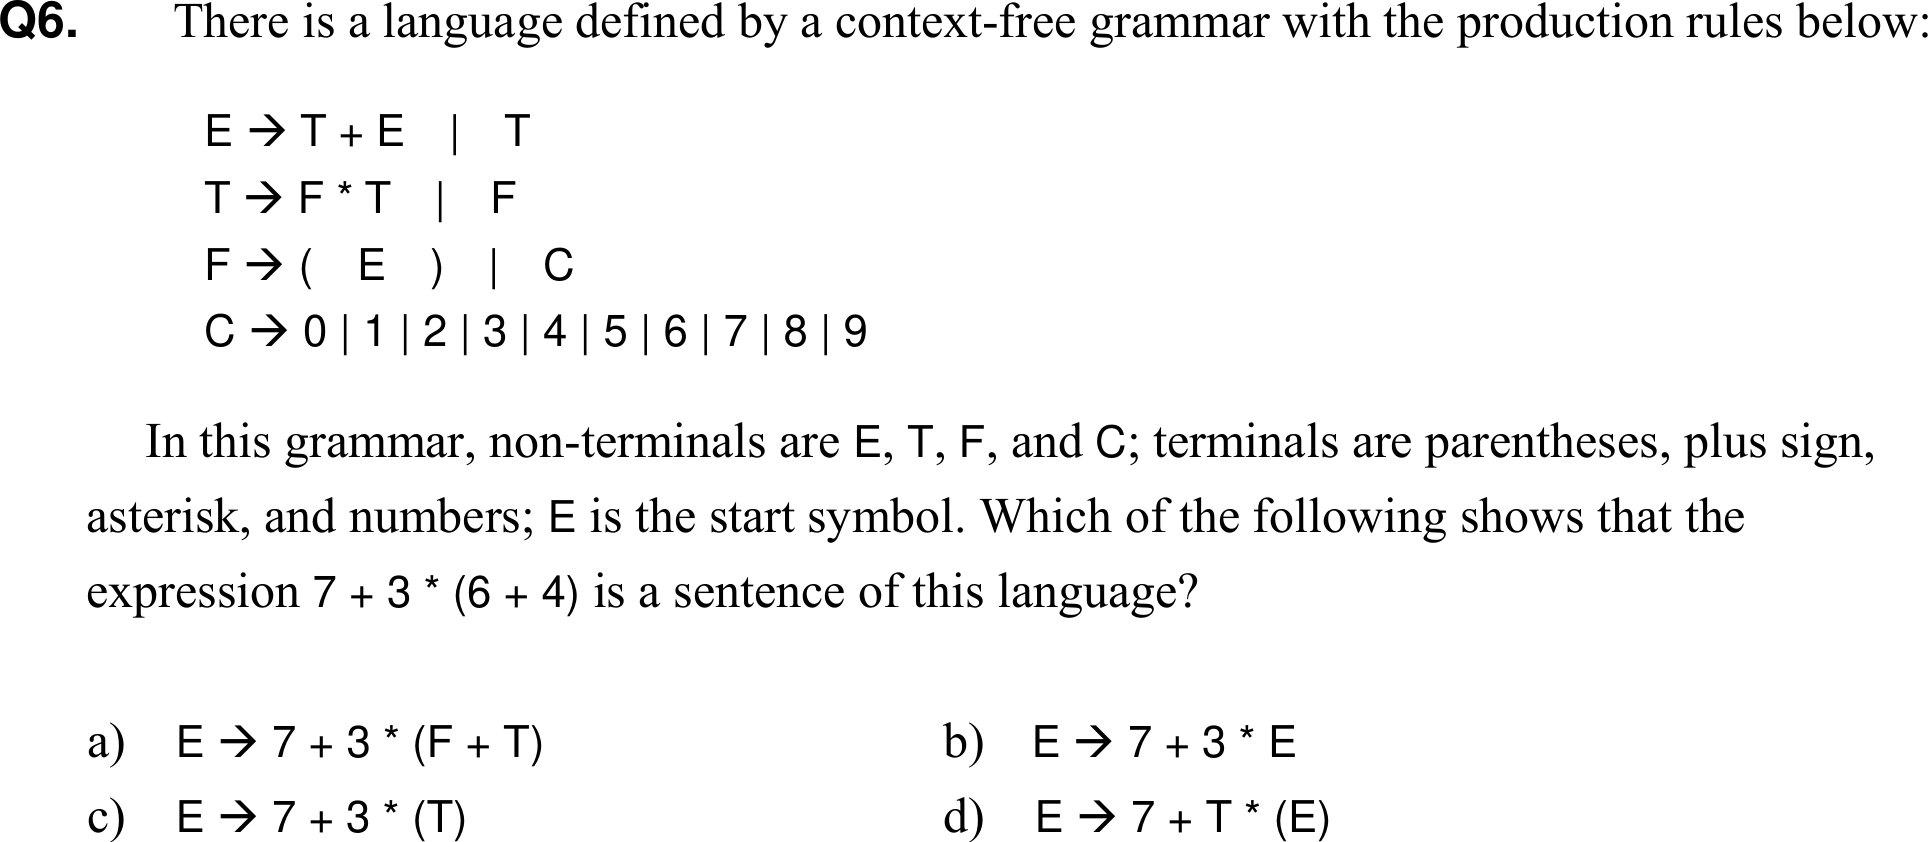 Q6. There is a language defined by a context-free grammar with the production rules below:
E → T + E | T
T → F * T | F
F → ( E ) | C
C → 0 | 1 | 2 | 3 | 4 | 5 | 6 | 7 | 8 | 9
In this grammar, non-terminals are E, T, F, and C; terminals are parentheses, plus sign,
asterisk, and numbers; E is the start symbol. Which of the following shows that the
expression 7 + 3 * (6 + 4) is a sentence of this language?
a) E → 7 + 3 * (F + T) b) E → 7 + 3 * E
c) E → 7 + 3 * (T) d) E → 7 + T * (E)